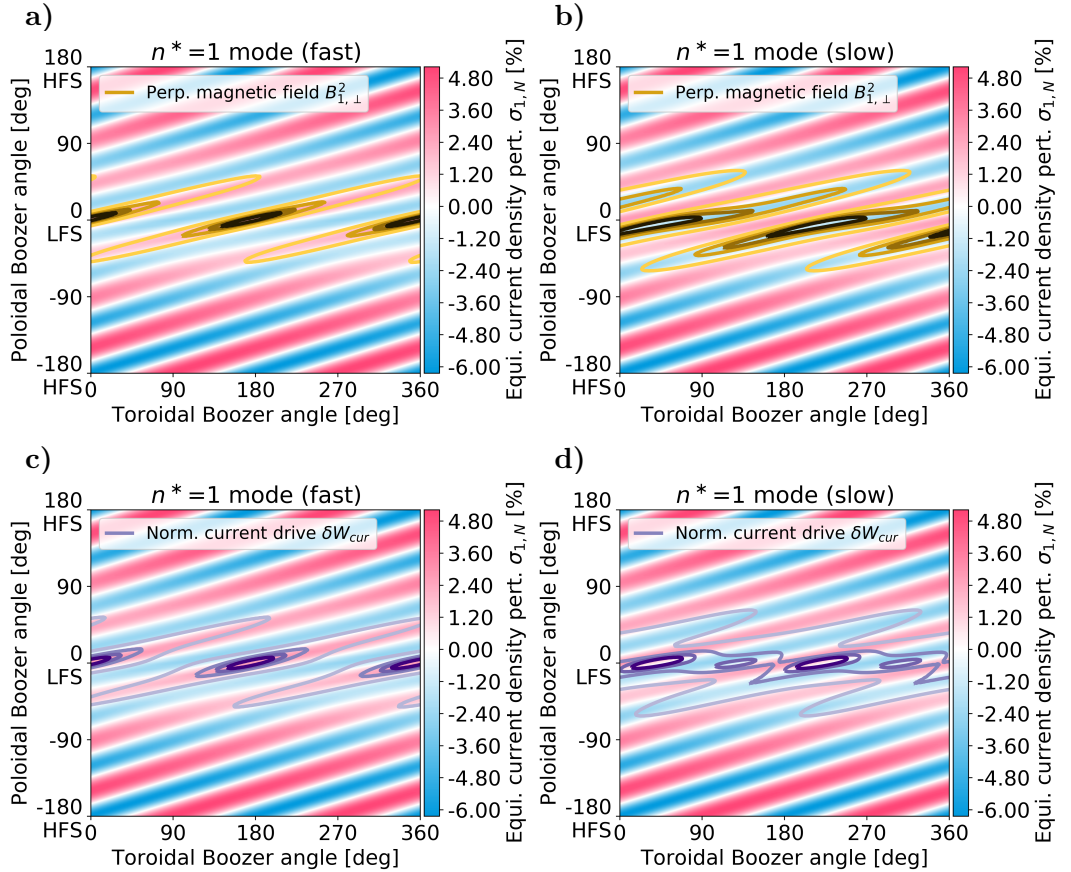 a)
n*=1 mode (fast)
Perp. magnetic field B²₁,⊥
180
HFS
90
0
LFS
-90
-180
HFS
0 90 180 270 360
Poloidal Boozer angle [deg]
Toroidal Boozer angle [deg]
4.80
3.60
2.40
1.20
0.00
-1.20
-2.40
-3.60
-4.80
-6.00
Equi. current density pert. σ₁,N [%]
b)
n*=1 mode (slow)
Perp. magnetic field B²₁,⊥
180
HFS
90
0
LFS
-90
-180
HFS
0 90 180 270 360
Poloidal Boozer angle [deg]
Toroidal Boozer angle [deg]
4.80
3.60
2.40
1.20
0.00
-1.20
-2.40
-3.60
-4.80
-6.00
Equi. current density pert. σ₁,N [%]
c)
n*=1 mode (fast)
Norm. current drive δW_cur
180
HFS
90
0
LFS
-90
-180
HFS
0 90 180 270 360
Poloidal Boozer angle [deg]
Toroidal Boozer angle [deg]
4.80
3.60
2.40
1.20
0.00
-1.20
-2.40
-3.60
-4.80
-6.00
Equi. current density pert. σ₁,N [%]
d)
n*=1 mode (slow)
Norm. current drive δW_cur
180
HFS
90
0
LFS
-90
-180
HFS
0 90 180 270 360
Poloidal Boozer angle [deg]
Toroidal Boozer angle [deg]
4.80
3.60
2.40
1.20
0.00
-1.20
-2.40
-3.60
-4.80
-6.00
Equi. current density pert. σ₁,N [%]